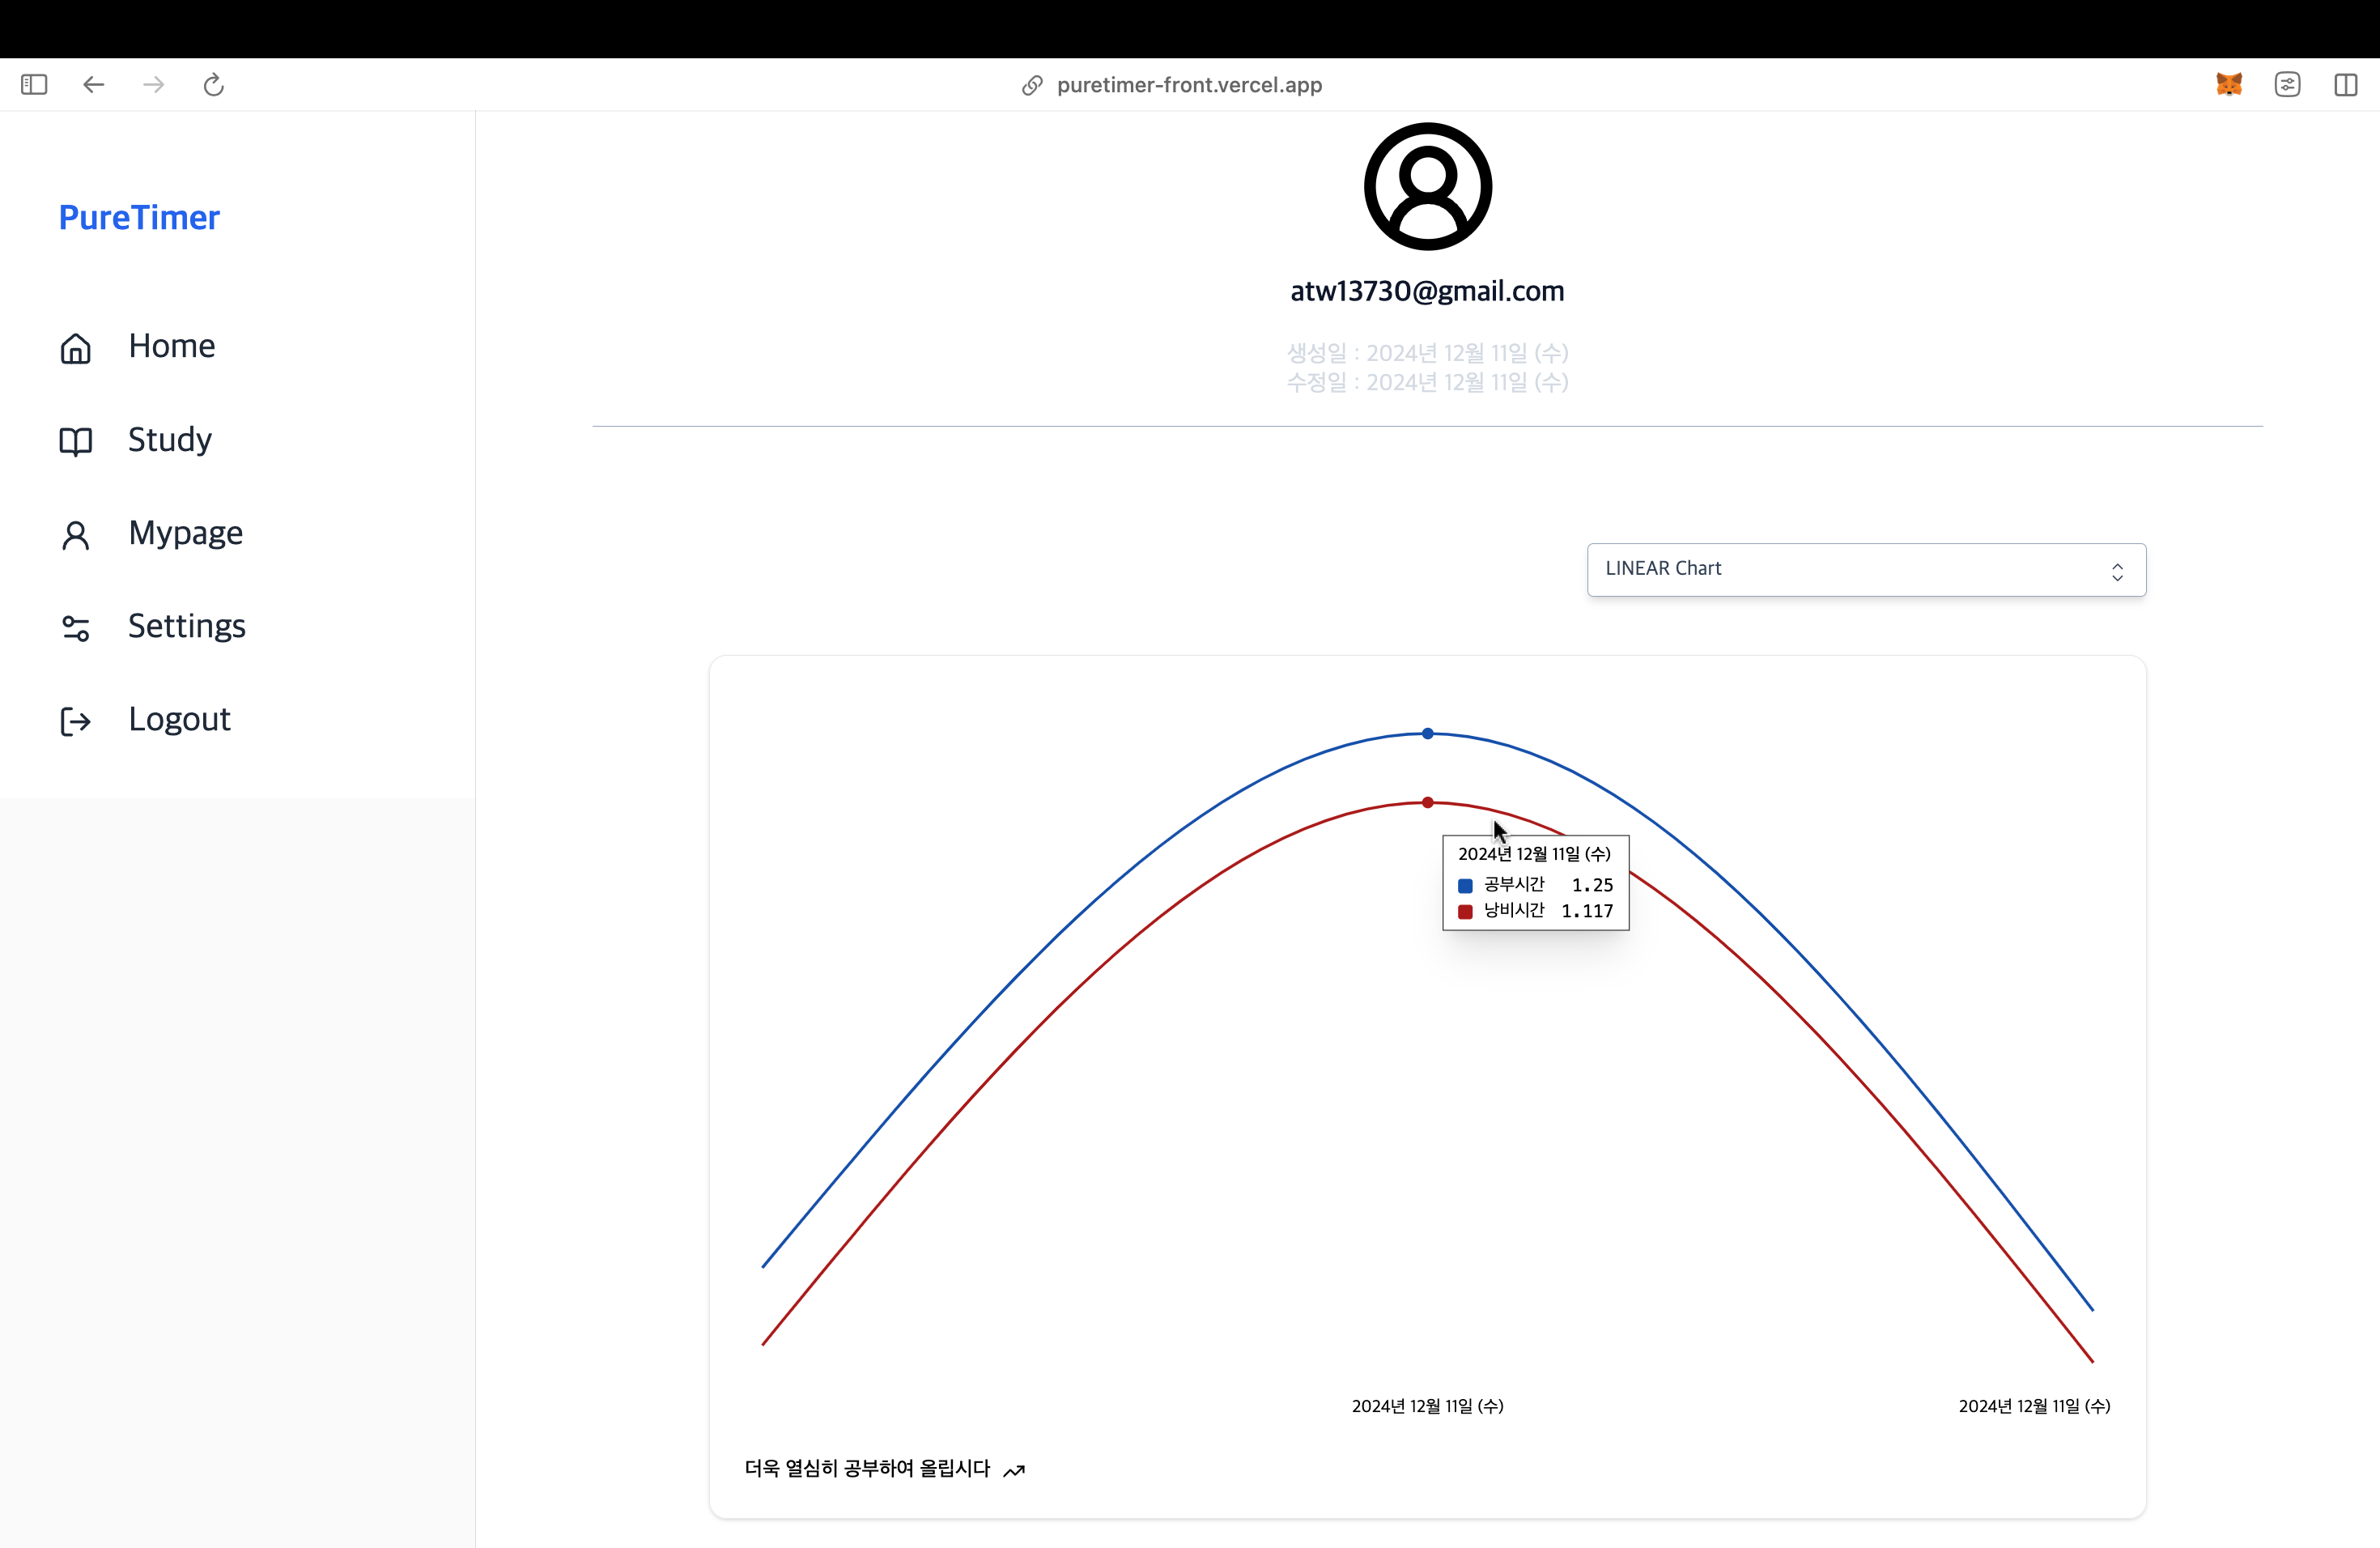 puretimer-front.vercel.app
PureTimer
Home
Study
Mypage
Settings
Logout
atw13730@gmail.com
생성일 : 2024년 12월 11일 (수)
수정일 : 2024년 12월 11일 (수)
LINEAR Chart
2024년 12월 11일 (수)
공부시간 1.25
낭비시간 1.117
2024년 12월 11일 (수)
2024년 12월 11일 (수)
더욱 열심히 공부하여 올립시다